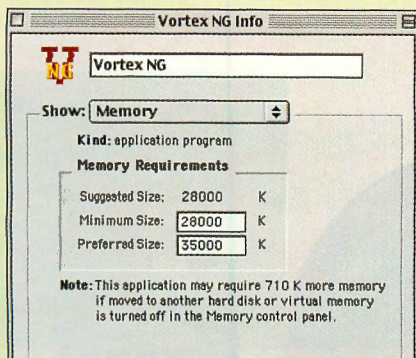 Vortex NG Info
NG
Vortex NG
Show: Memory
Kind: application program
Memory Requirements
Suggested Size: 28000 K
Minimum Size: 28000 K
Preferred Size: 35000 K
Note: This application may require 710 K more memory
if moved to another hard disk or virtual memory
is turned off in the Memory control panel.